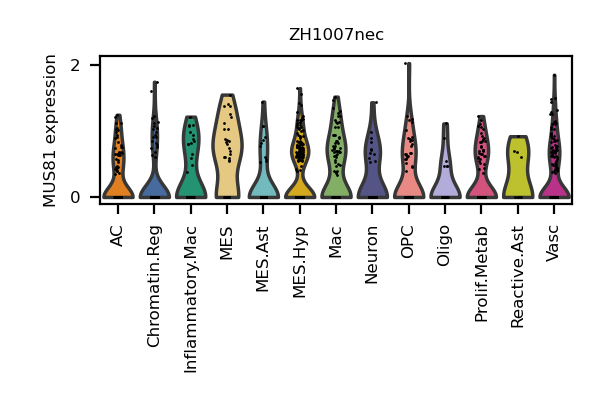 ZH1007nec
MUS81 expression
2
0
AC
Chromatin.Reg
Inflammatory.Mac
MES
MES.Ast
MES.Hyp
Mac
Neuron
OPC
Oligo
Prolif.Metab
Reactive.Ast
Vasc